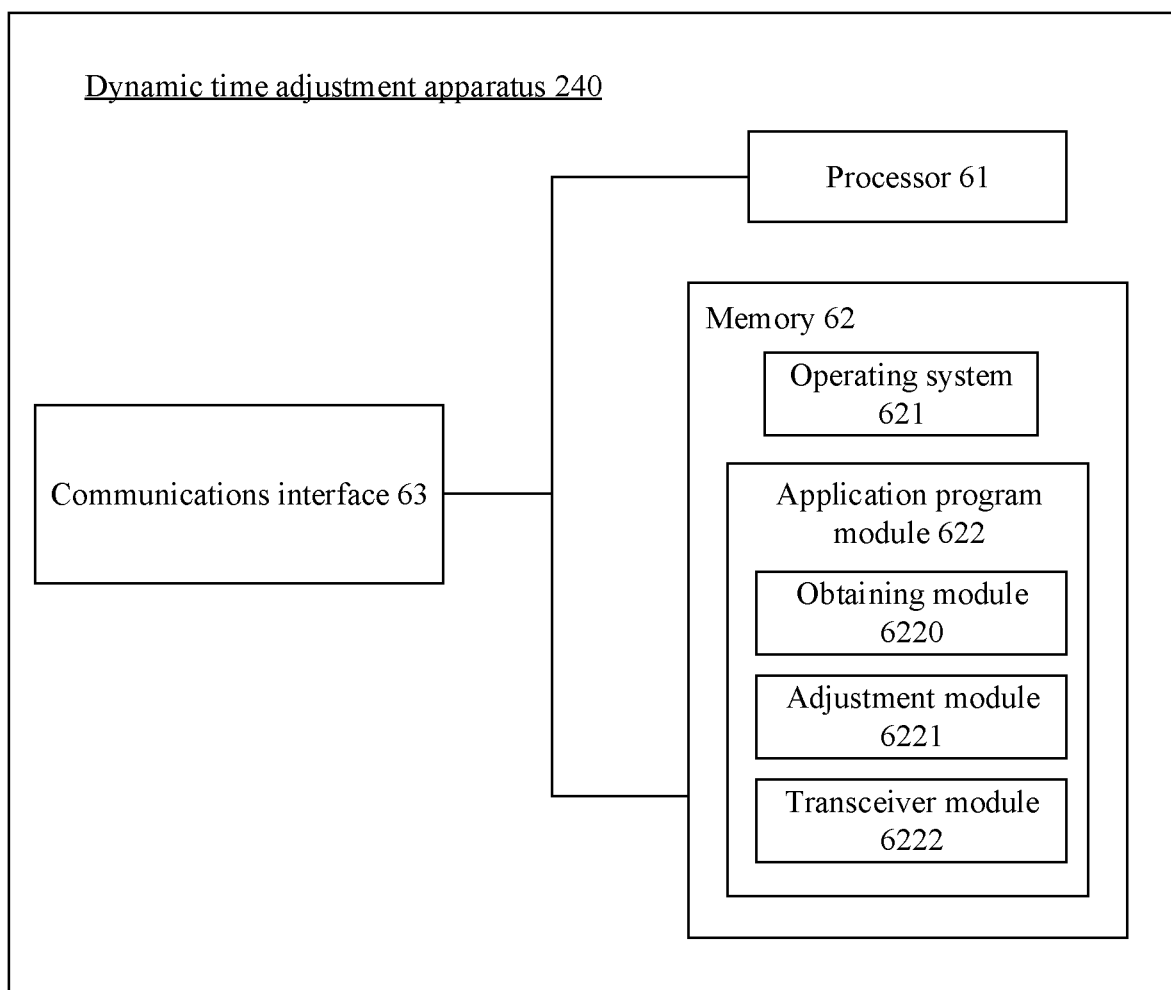 Dynamic time adjustment apparatus 240
Processor 61
Memory 62
Operating system
621
Communications interface 63
Application program
module 622
Obtaining module
6220
Adjustment module
6221
Transceiver module
6222